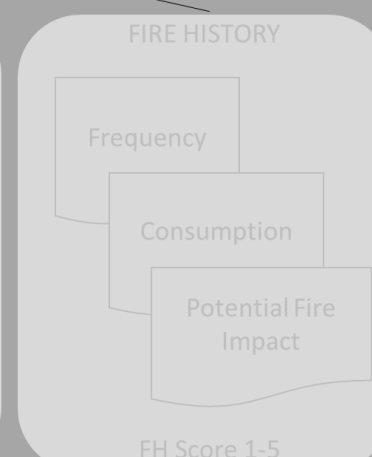 FIRE HISTORY
Frequency
Consumption
Potential Fire
Impact
FH Score 1-5